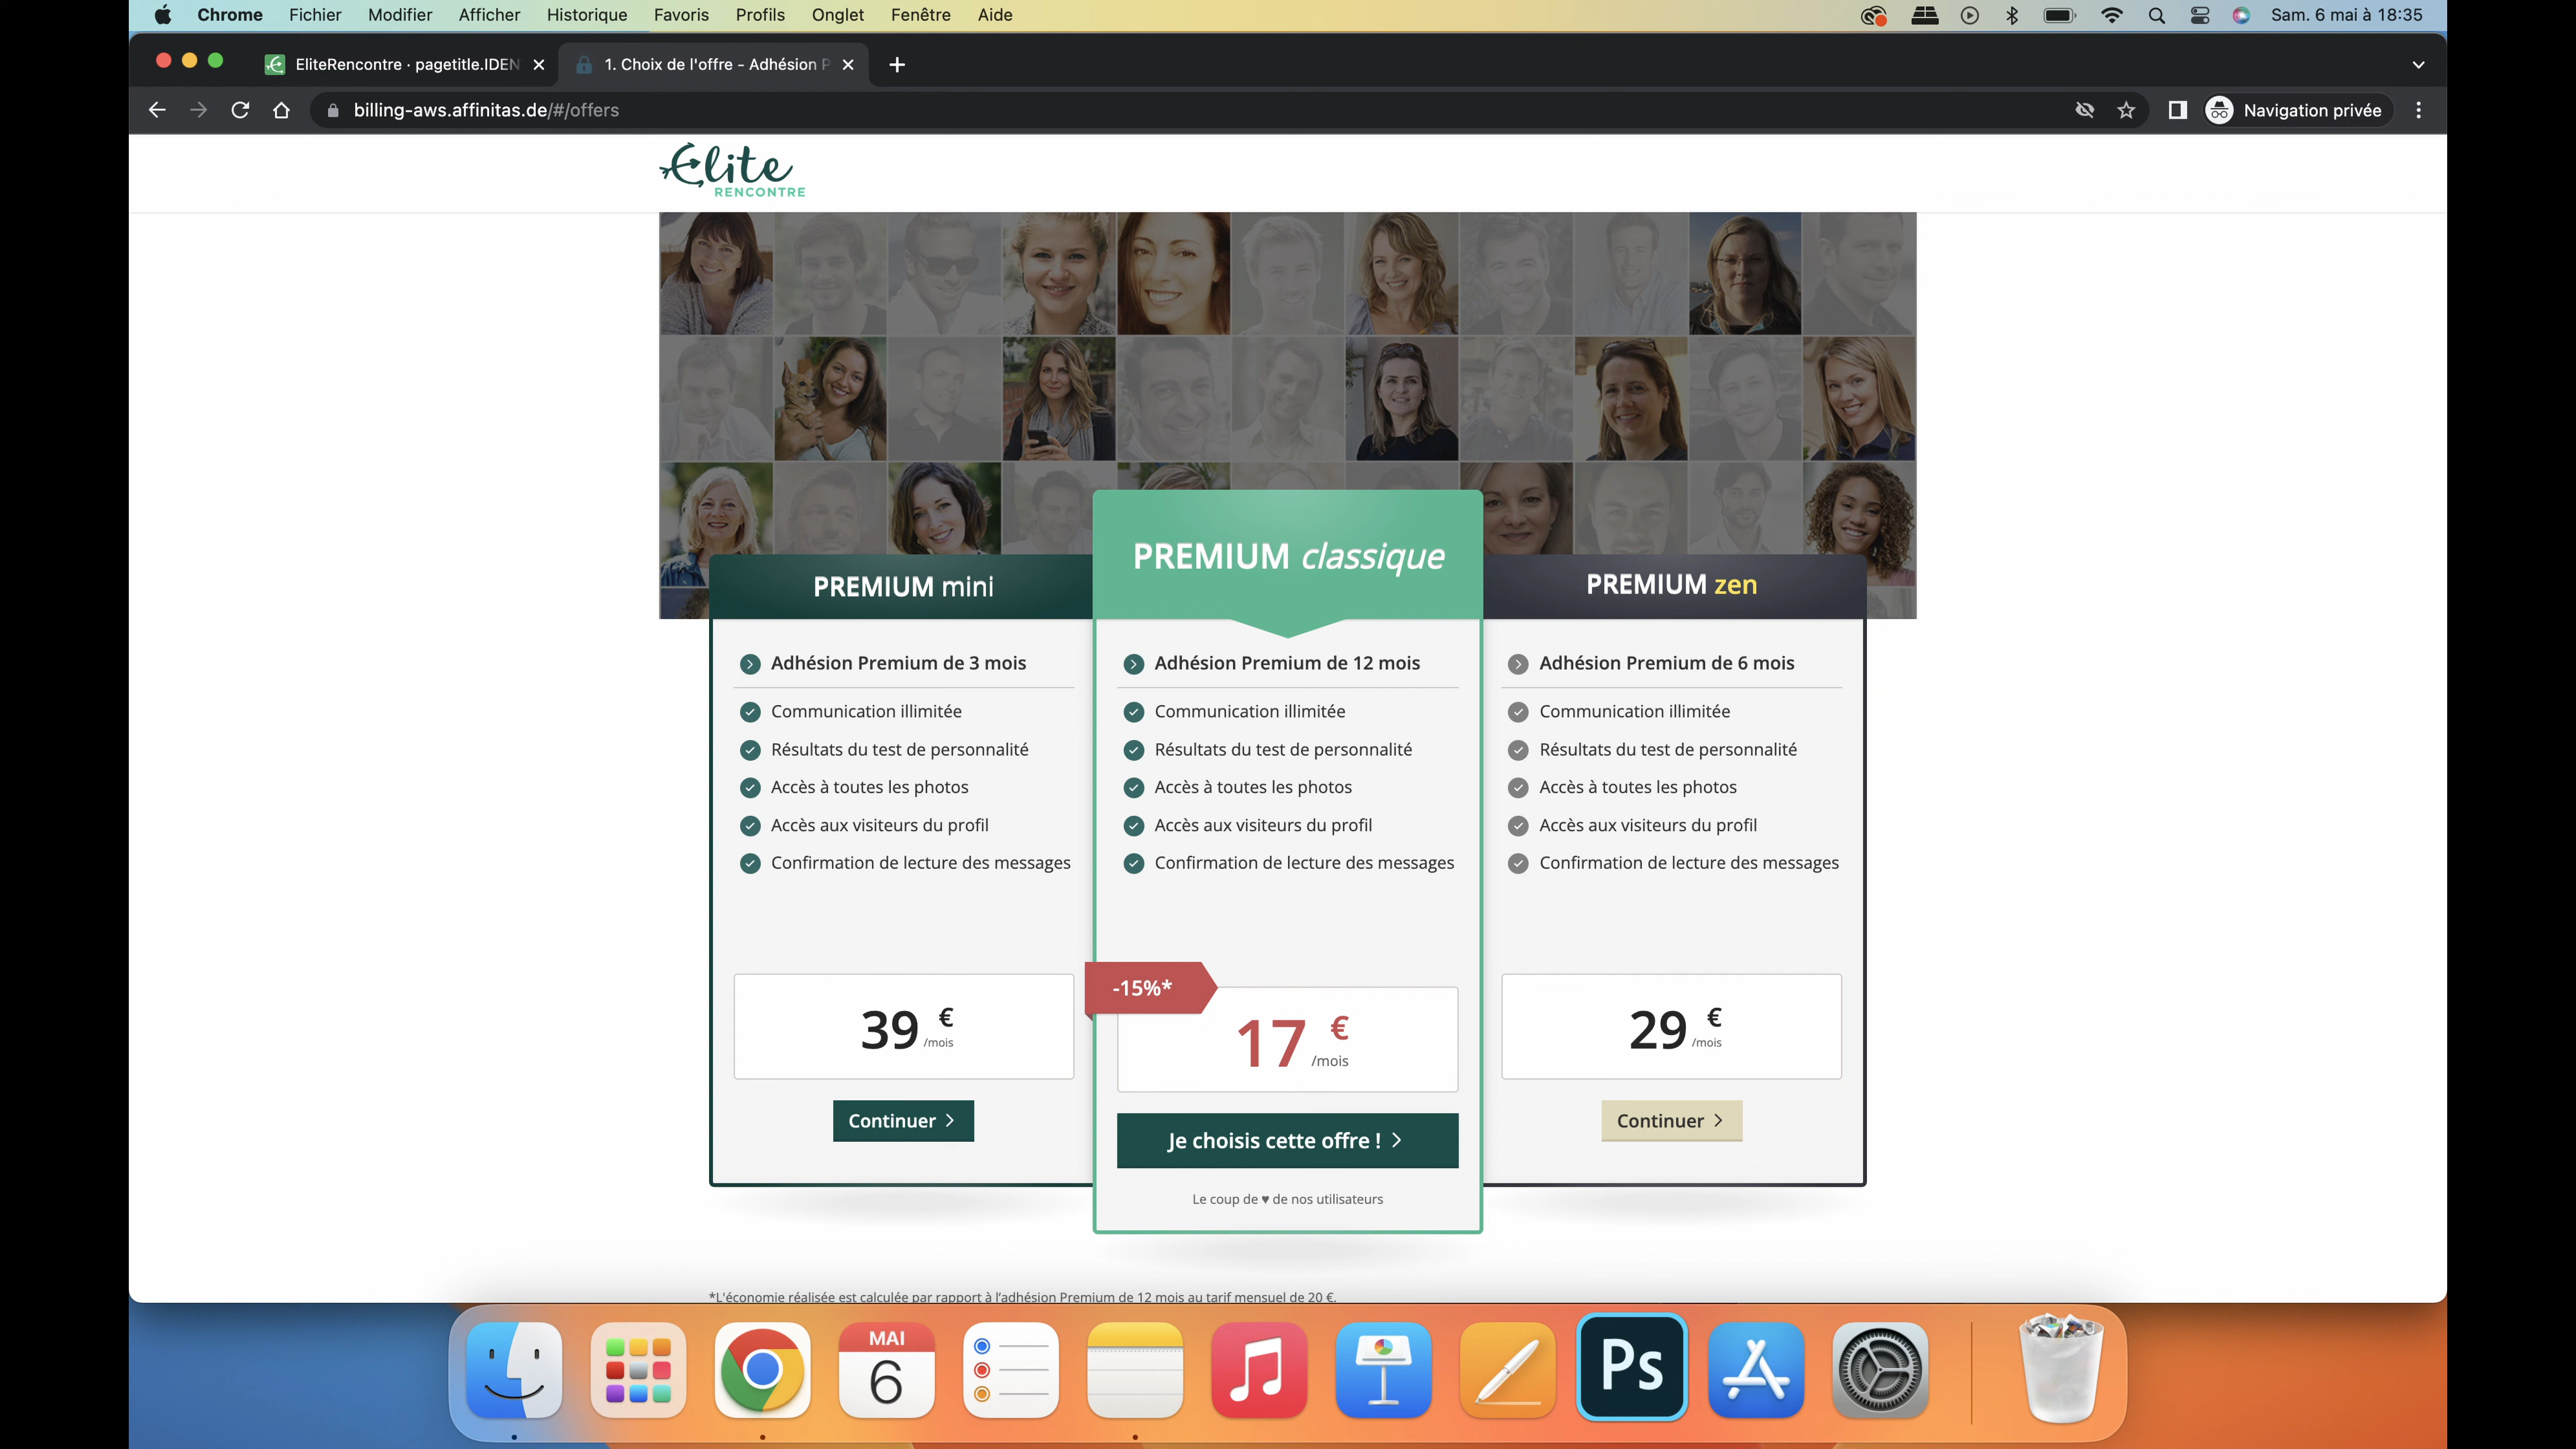 Chrome Fichier Modifier Afficher Historique Favoris Profils Onglet Fenêtre Aide Sam. 6 mai à 18:35
EliteRencontre · pagetitle.IDEN 1. Choix de l'offre - Adhésion P
billing-aws.affinitas.de/#/offers Navigation privée
Elite
RENCONTRE
PREMIUM mini
Adhésion Premium de 3 mois
Communication illimitée
Résultats du test de personnalité
Accès à toutes les photos
Accès aux visiteurs du profil
Confirmation de lecture des messages
39 €
/mois
Continuer
PREMIUM classique
Adhésion Premium de 12 mois
Communication illimitée
Résultats du test de personnalité
Accès à toutes les photos
Accès aux visiteurs du profil
Confirmation de lecture des messages
-15%*
17 €
/mois
Je choisis cette offre !
Le coup de ♥ de nos utilisateurs
PREMIUM zen
Adhésion Premium de 6 mois
Communication illimitée
Résultats du test de personnalité
Accès à toutes les photos
Accès aux visiteurs du profil
Confirmation de lecture des messages
29 €
/mois
Continuer
*L'économie réalisée est calculée par rapport à l’adhésion Premium de 12 mois au tarif mensuel de 20 €.
MAI
6
Ps